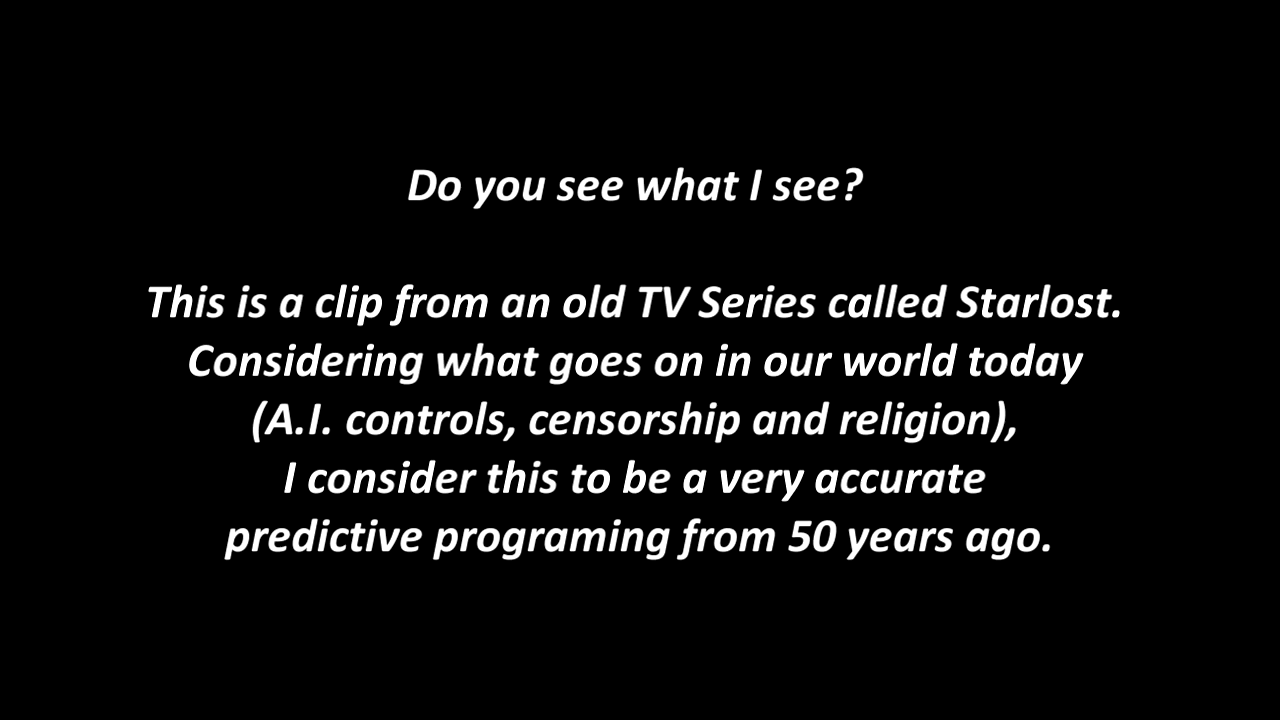 Do you see what I see?
This is a clip from an old TV Series called Starlost.
Considering what goes on in our world today
(A.I. controls, censorship and religion),
I consider this to be a very accurate
predictive programing from 50 years ago.